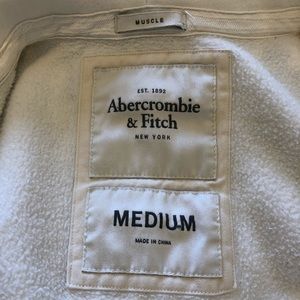 MUSCLE
EST. 1892
Abercrombie
& Fitch
NEW YORK
MEDIUM
MADE IN CHINA